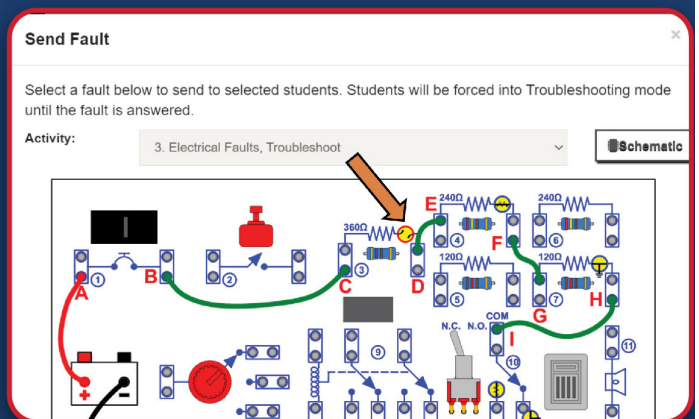 Send Fault
×
Select a fault below to send to selected students. Students will be forced into Troubleshooting mode
until the fault is answered.
Activity:
3. Electrical Faults, Troubleshoot
Schematic
E
240Ω
240Ω
360Ω
4
F
6
A
1
B
2
C
3
D
120Ω
120Ω
5
G
7
H
COM
N.C. N.O.
I
9
10
11
+
-